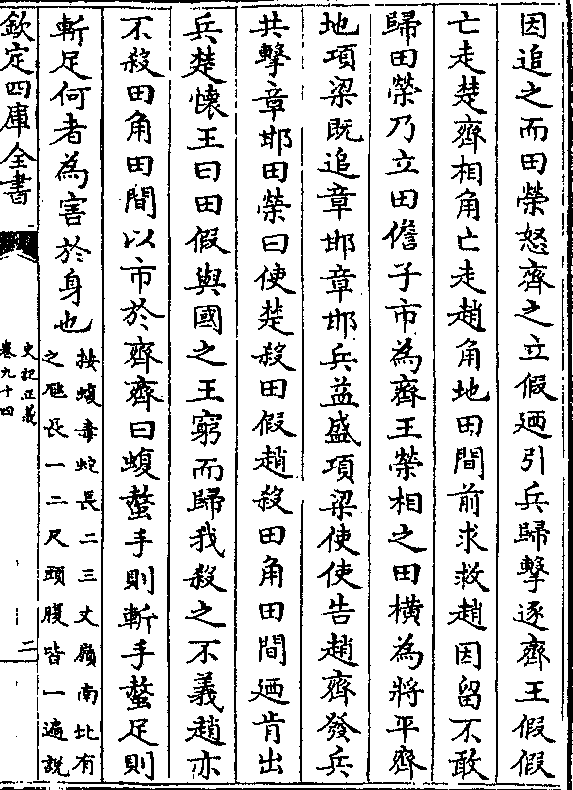 因追之而田榮怒齊之立假廼引兵歸擊逐齊王假假
亡走楚齊相角亡走趙角地田間前求救趙因留不敢
歸田榮乃立田儋子市為齊王榮相之田横為將平齊
地項梁既追章邯章邯兵益盛項梁使使告趙齊發兵
共擊章邯田榮曰使楚殺田假趙殺田角田間廼肯出
兵楚懐王曰田假與國之王窮而歸我殺之不義趙亦
不殺田角田間以市於齊齊曰蝮螫手則斬手螫足則
斬足何者為害於身也
按蝮毒蛇長二三丈嶺南北有
之虺長一二尺頭腹皆一遍説
欽定四庫全書
史記正義
卷九十四
二